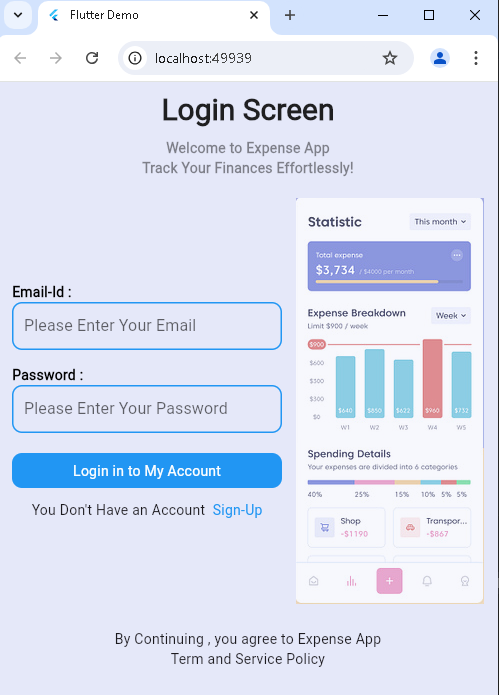 Flutter Demo
localhost:49939
Login Screen
Welcome to Expense App
Track Your Finances Effortlessly!
Email-Id :
Please Enter Your Email
Password :
Please Enter Your Password
Login in to My Account
You Don't Have an Account Sign-Up
Statistic
This month
Total expense
$3,734 / $4000 per month
Expense Breakdown
Limit $900 / week
Week
$900
$600
$300
$100
$0
$640
$850
$622
$960
$732
W1
W2
W3
W4
W5
Spending Details
Your expenses are divided into 6 categories
40% 25% 15% 10% 5% 5%
Shop
-$1190
Transpor...
-$867
By Continuing , you agree to Expense App
Term and Service Policy